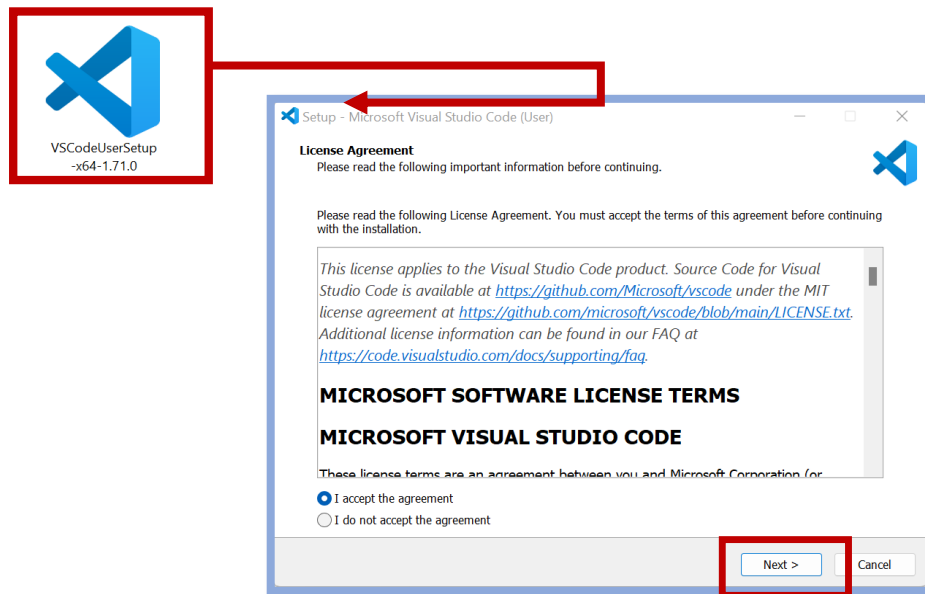 VSCodeUserSetup
-x64-1.71.0
Setup - Microsoft Visual Studio Code (User)
License Agreement
Please read the following important information before continuing.
Please read the following License Agreement. You must accept the terms of this agreement before continuing
with the installation.
This license applies to the Visual Studio Code product. Source Code for Visual
Studio Code is available at https://github.com/Microsoft/vscode under the MIT
license agreement at https://github.com/microsoft/vscode/blob/main/LICENSE.txt.
Additional license information can be found in our FAQ at
https://code.visualstudio.com/docs/supporting/faq.
MICROSOFT SOFTWARE LICENSE TERMS
MICROSOFT VISUAL STUDIO CODE
These license terms are an agreement between you and Microsoft Corporation (or
I accept the agreement
I do not accept the agreement
Next >
Cancel